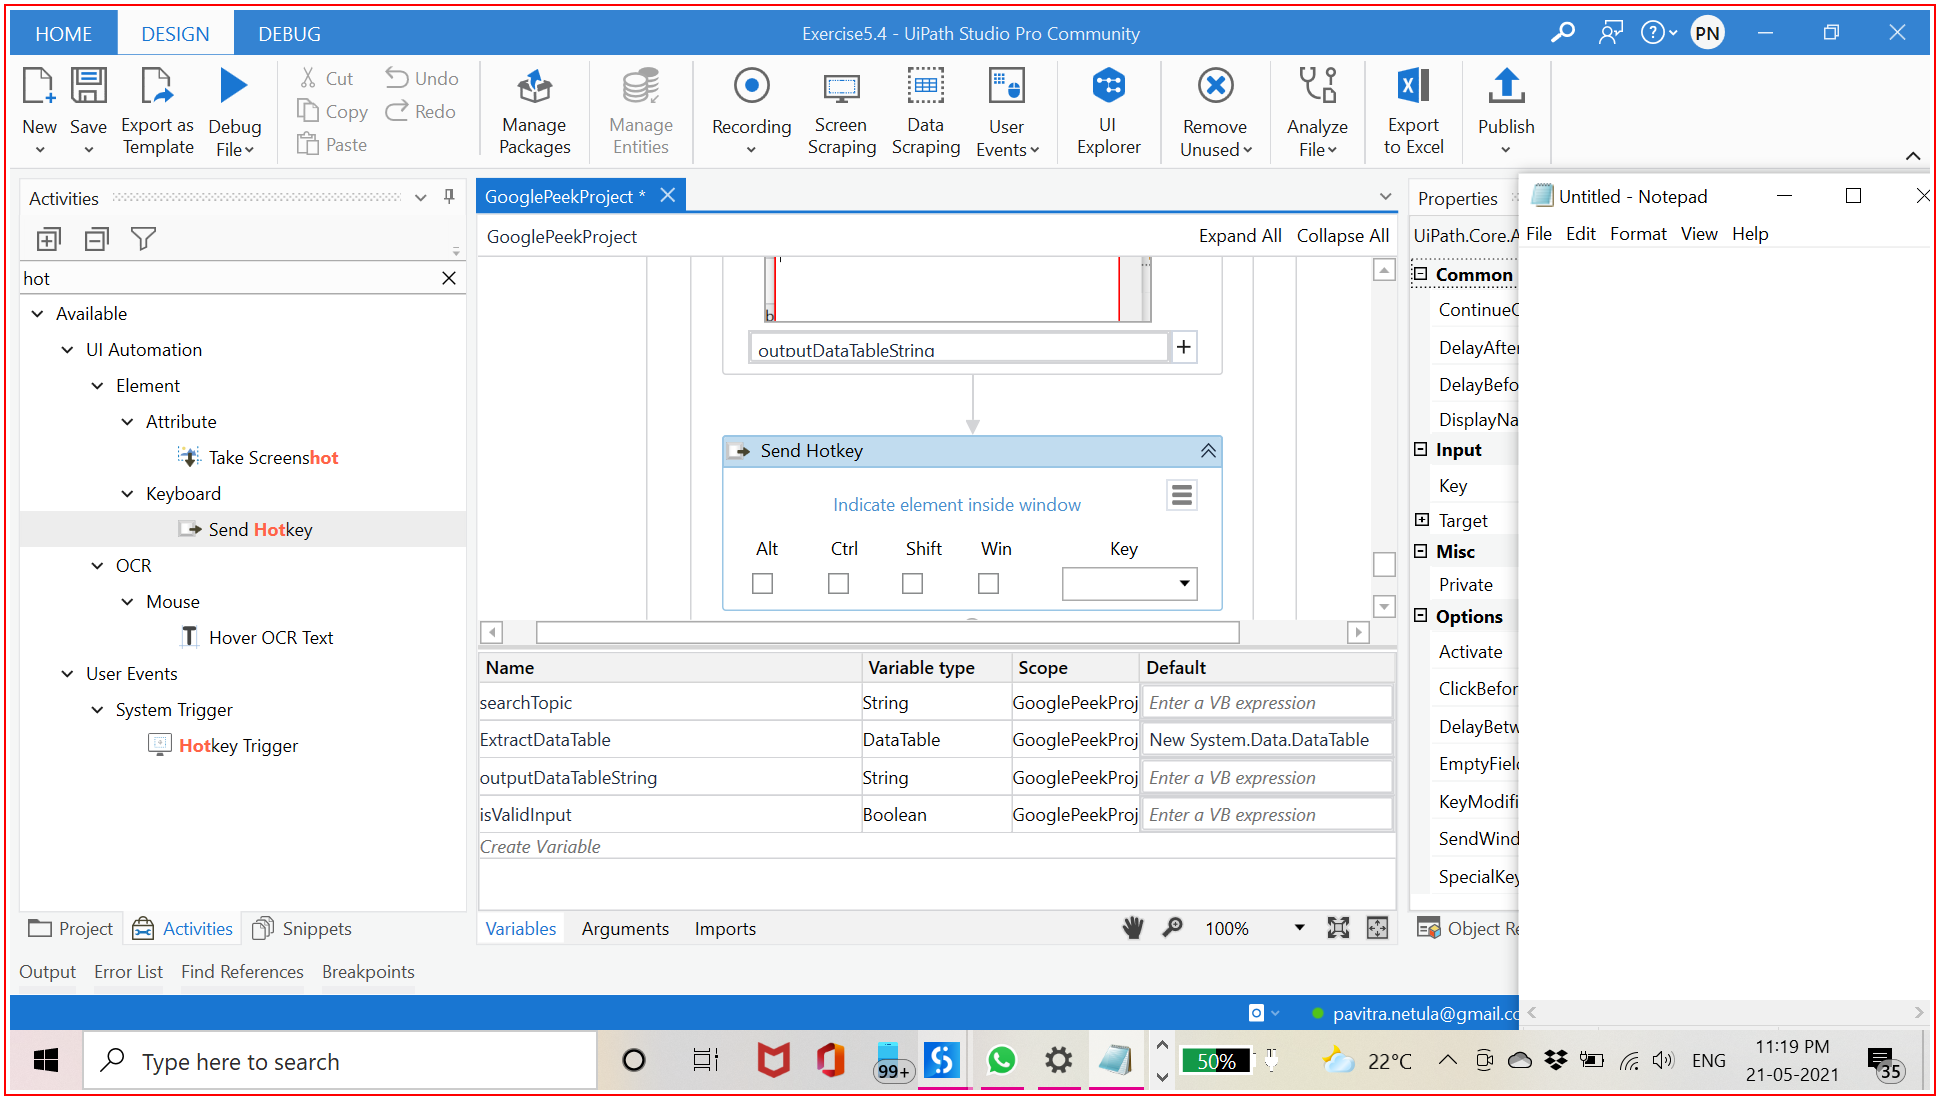 HOME DESIGN DEBUG
Exercise5.4 - UiPath Studio Pro Community
PN
New
Save
Export as Template
Debug File
Cut
Copy
Paste
Undo
Redo
Manage Packages
Manage Entities
Recording
Screen Scraping
Data Scraping
User Events
UI Explorer
Remove Unused
Analyze File
Export to Excel
Publish
Activities
hot
Available
UI Automation
Element
Attribute
Take Screenshot
Keyboard
Send Hotkey
OCR
Mouse
Hover OCR Text
User Events
System Trigger
Hotkey Trigger
Project Activities Snippets
Output Error List Find References Breakpoints
GooglePeekProject *
GooglePeekProject
Expand All Collapse All
b
outputDataTableString
Send Hotkey
Indicate element inside window
Alt Ctrl Shift Win Key
Name Variable type Scope Default
searchTopic String GooglePeekProj Enter a VB expression
ExtractDataTable DataTable GooglePeekProj New System.Data.DataTable
outputDataTableString String GooglePeekProj Enter a VB expression
isValidInput Boolean GooglePeekProj Enter a VB expression
Create Variable
Variables Arguments Imports
100%
Properties
UiPath.Core.A
Common
ContinueO
DelayAfter
DelayBefo
DisplayNa
Input
Key
Target
Misc
Private
Options
Activate
ClickBefor
DelayBetw
EmptyField
KeyModifi
SendWind
SpecialKey
Object Re
Untitled - Notepad
File Edit Format View Help
pavitra.netula@gmail.co
Type here to search
99+
50%
22°C
ENG
11:19 PM
21-05-2021
35